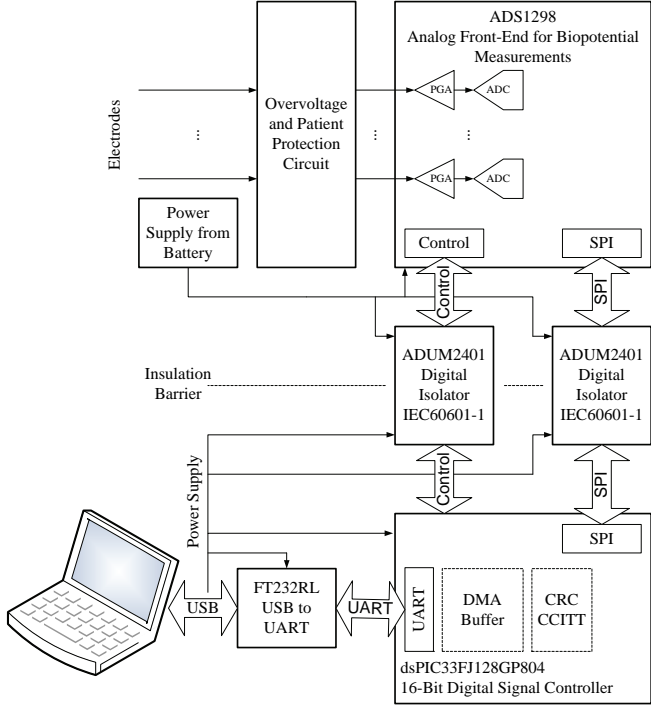 ADS1298
Analog Front-End for Biopotential
Measurements
Electrodes
...
Overvoltage
and Patient
Protection
Circuit
...
PGA
ADC
...
...
PGA
ADC
Power
Supply from
Battery
Control
SPI
Control
SPI
Insulation
Barrier
ADUM2401
Digital
Isolator
IEC60601-1
ADUM2401
Digital
Isolator
IEC60601-1
Power Supply
Control
SPI
SPI
USB
FT232RL
USB to
UART
UART
UART
DMA
Buffer
CRC
CCITT
dsPIC33FJ128GP804
16-Bit Digital Signal Controller